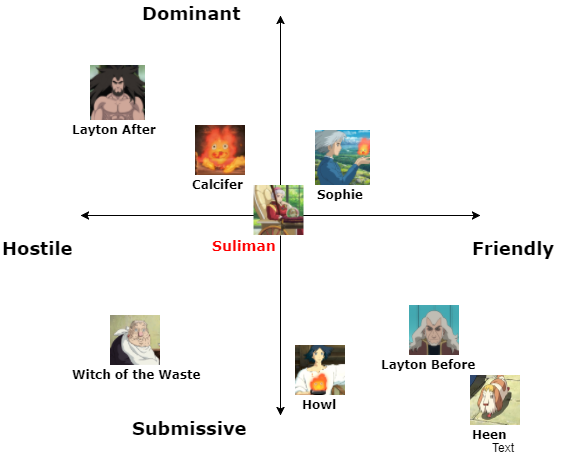 Dominant
Layton After
Calcifer
Sophie
Suliman
Hostile
Friendly
Layton Before
Witch of the Waste
Howl
Submissive
Heen
Text